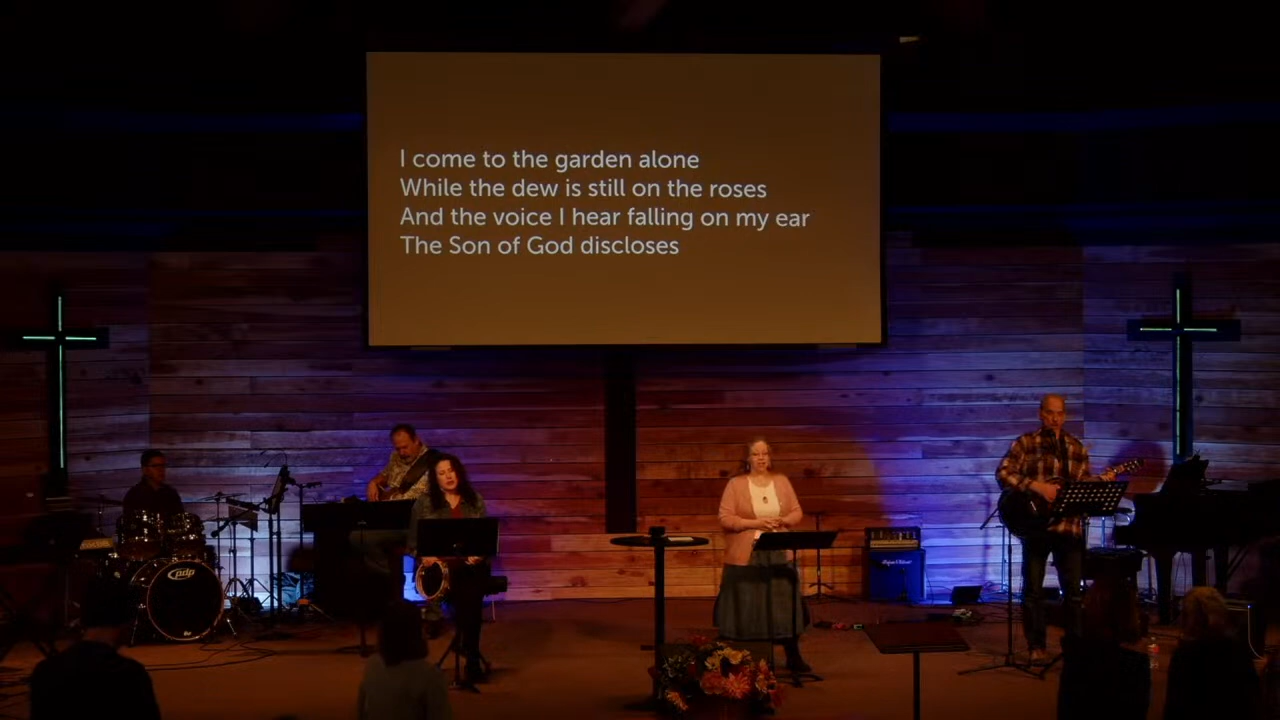 I come to the garden alone
While the dew is still on the roses
And the voice I hear falling on my ear
The Son of God discloses
pdp